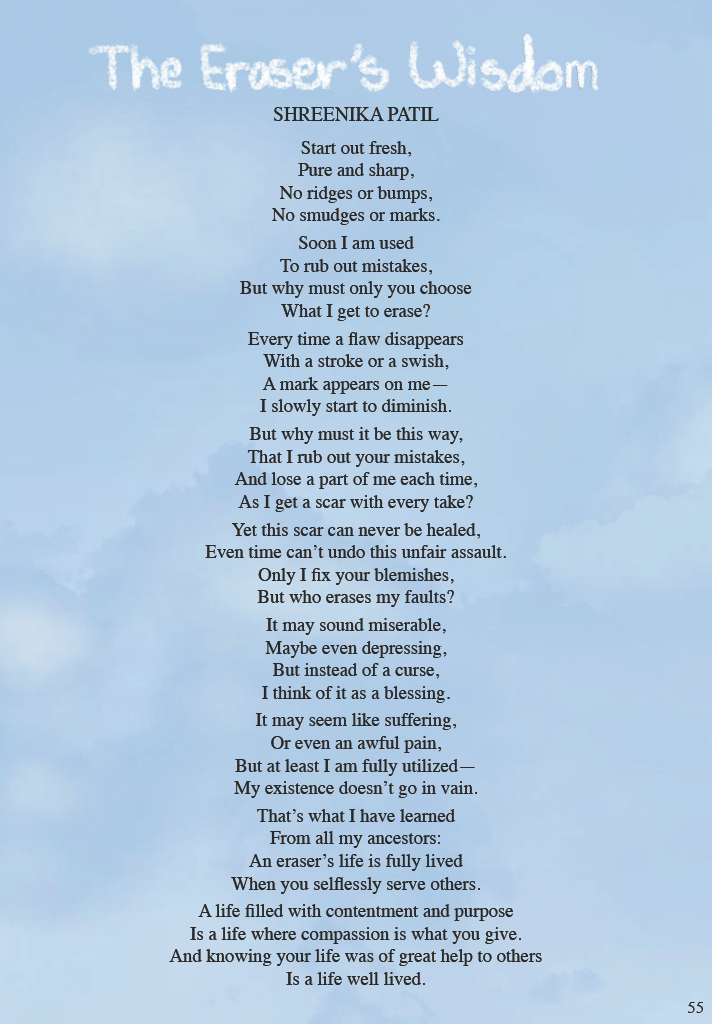 The Eraser's Wisdom
SHREENIKA PATIL
Start out fresh,
Pure and sharp,
No ridges or bumps,
No smudges or marks.
Soon I am used
To rub out mistakes,
But why must only you choose
What I get to erase?
Every time a flaw disappears
With a stroke or a swish,
A mark appears on me—
I slowly start to diminish.
But why must it be this way,
That I rub out your mistakes,
And lose a part of me each time,
As I get a scar with every take?
Yet this scar can never be healed,
Even time can't undo this unfair assault.
Only I fix your blemishes,
But who erases my faults?
It may sound miserable,
Maybe even depressing,
But instead of a curse,
I think of it as a blessing.
It may seem like suffering,
Or even an awful pain,
But at least I am fully utilized—
My existence doesn't go in vain.
That's what I have learned
From all my ancestors:
An eraser's life is fully lived
When you selflessly serve others.
A life filled with contentment and purpose
Is a life where compassion is what you give.
And knowing your life was of great help to others
Is a life well lived.
55